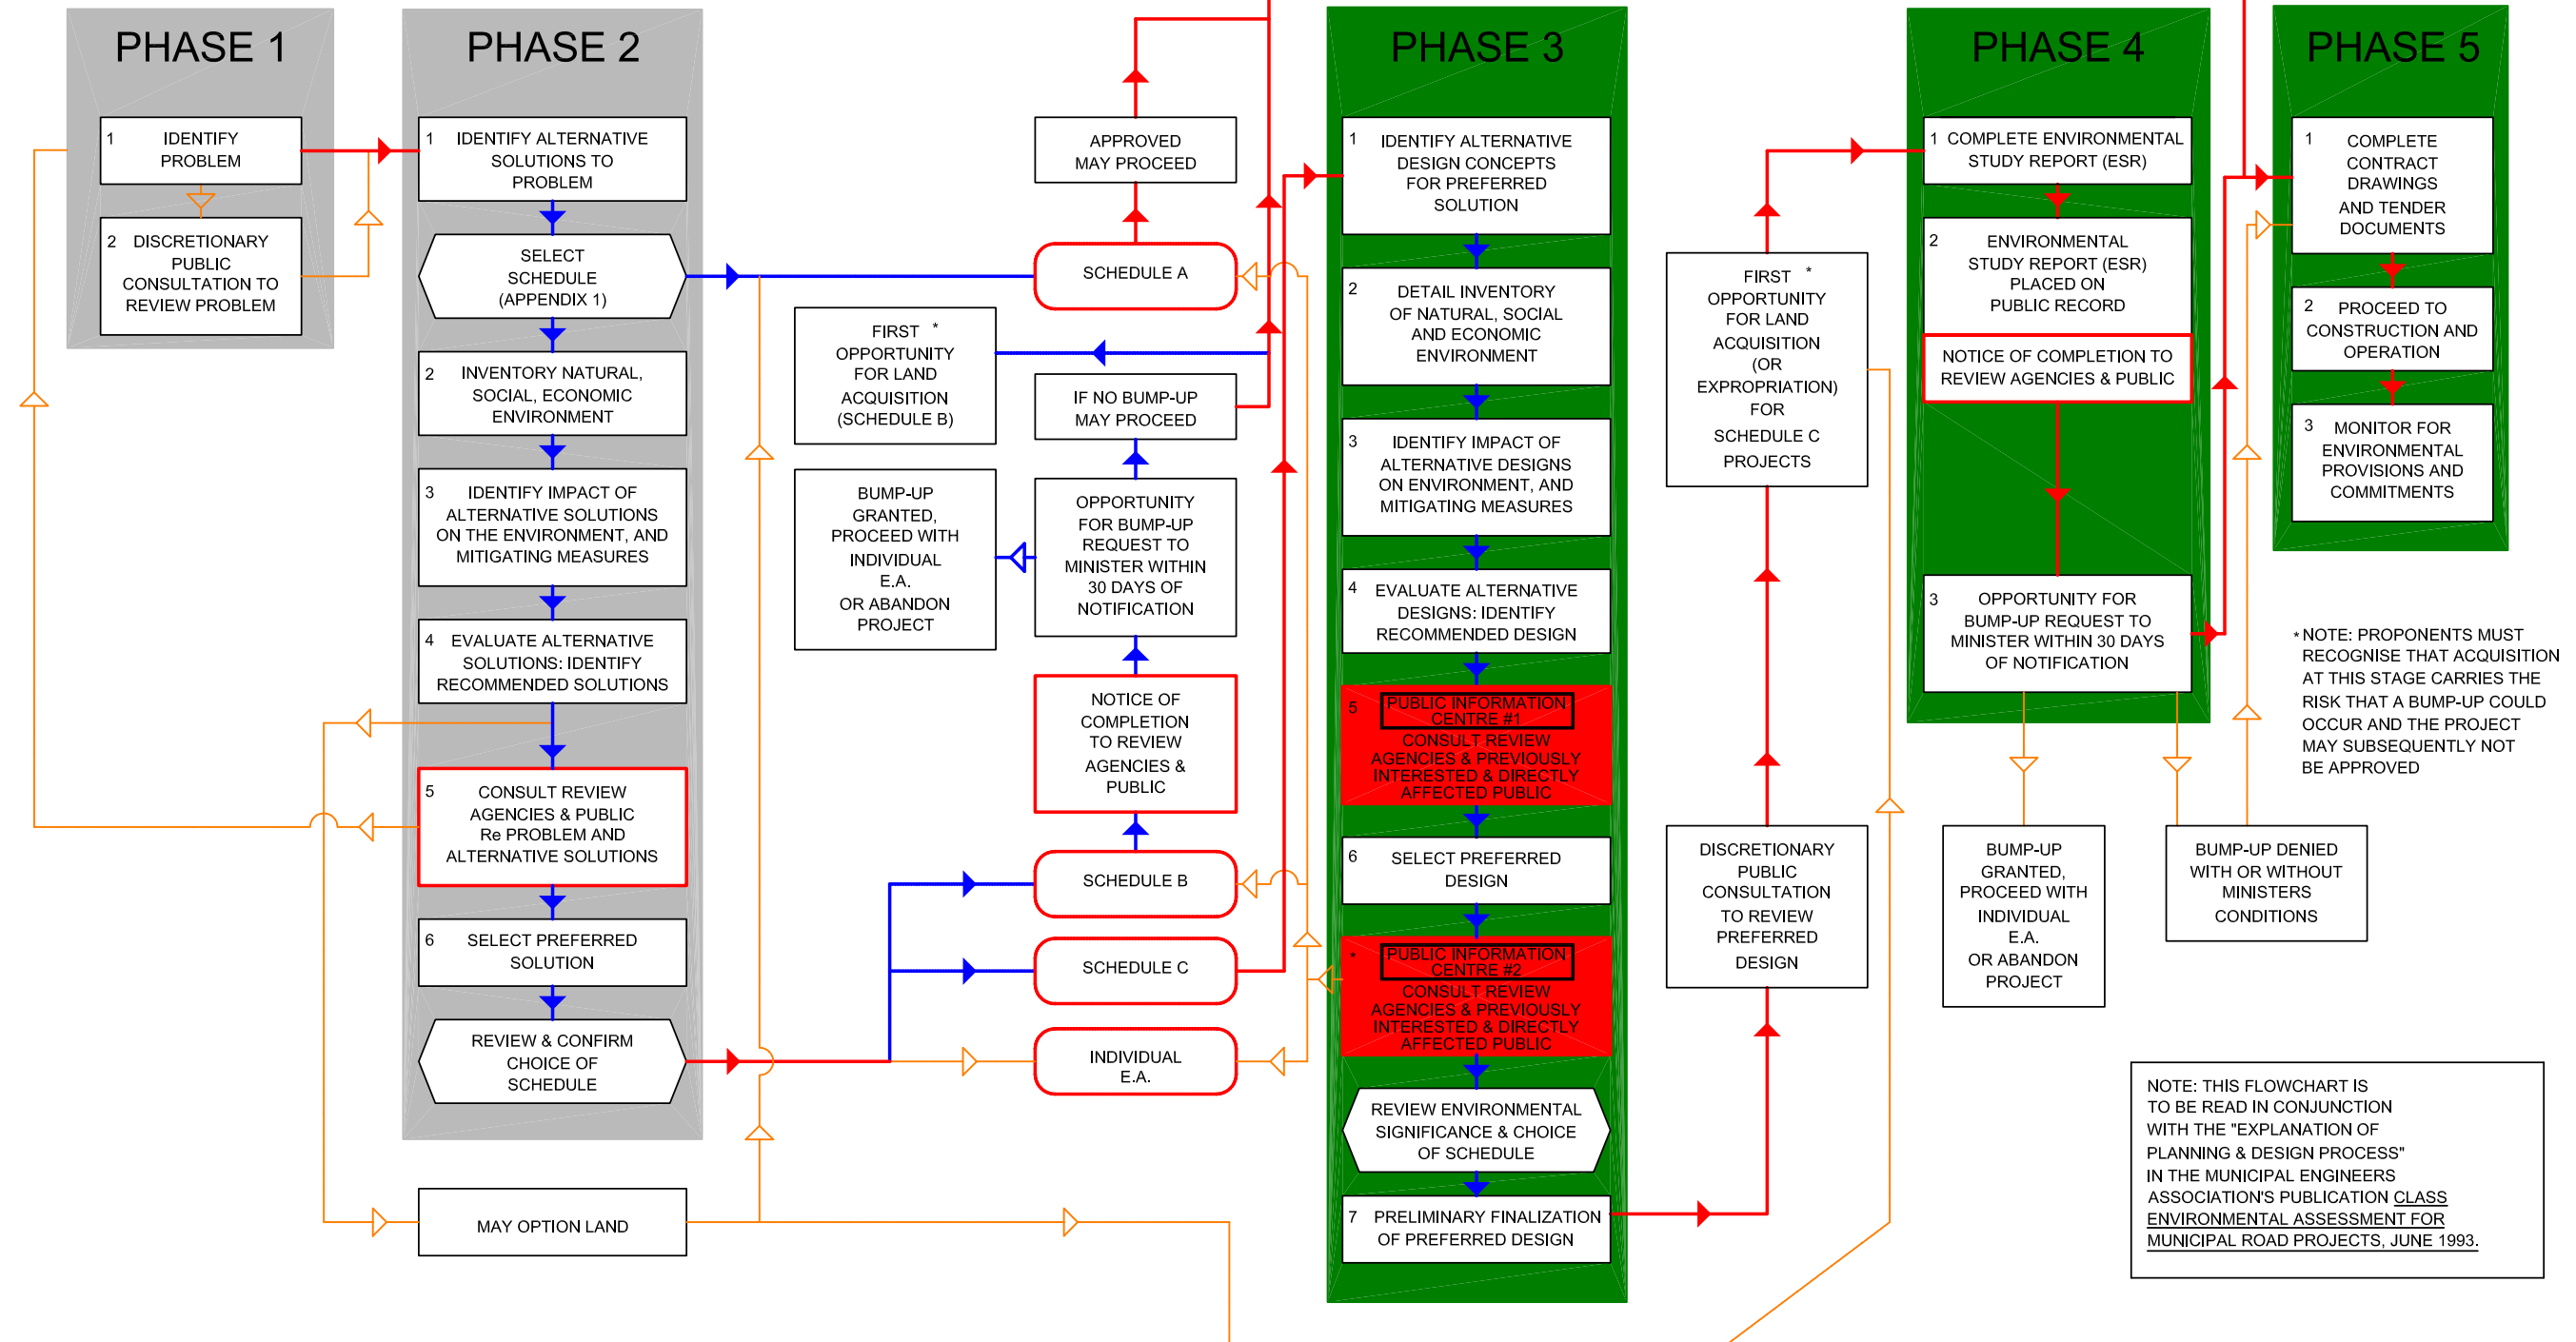 PHASE 1
1 IDENTIFY
PROBLEM
2 DISCRETIONARY
PUBLIC
CONSULTATION TO
REVIEW PROBLEM
PHASE 2
1 IDENTIFY ALTERNATIVE
SOLUTIONS TO
PROBLEM
SELECT
SCHEDULE
(APPENDIX 1)
2 INVENTORY NATURAL,
SOCIAL, ECONOMIC
ENVIRONMENT
3 IDENTIFY IMPACT OF
ALTERNATIVE SOLUTIONS
ON THE ENVIRONMENT, AND
MITIGATING MEASURES
4 EVALUATE ALTERNATIVE
SOLUTIONS: IDENTIFY
RECOMMENDED SOLUTIONS
5 CONSULT REVIEW
AGENCIES & PUBLIC
Re PROBLEM AND
ALTERNATIVE SOLUTIONS
6 SELECT PREFERRED
SOLUTION
REVIEW & CONFIRM
CHOICE OF
SCHEDULE
MAY OPTION LAND
APPROVED
MAY PROCEED
SCHEDULE A
FIRST *
OPPORTUNITY
FOR LAND
ACQUISITION
(SCHEDULE B)
IF NO BUMP-UP
MAY PROCEED
BUMP-UP
GRANTED,
PROCEED WITH
INDIVIDUAL
E.A.
OR ABANDON
PROJECT
OPPORTUNITY
FOR BUMP-UP
REQUEST TO
MINISTER WITHIN
30 DAYS OF
NOTIFICATION
NOTICE OF
COMPLETION
TO REVIEW
AGENCIES &
PUBLIC
SCHEDULE B
SCHEDULE C
INDIVIDUAL
E.A.
PHASE 3
1 IDENTIFY ALTERNATIVE
DESIGN CONCEPTS
FOR PREFERRED
SOLUTION
2 DETAIL INVENTORY
OF NATURAL, SOCIAL
AND ECONOMIC
ENVIRONMENT
3 IDENTIFY IMPACT OF
ALTERNATIVE DESIGNS
ON ENVIRONMENT, AND
MITIGATING MEASURES
4 EVALUATE ALTERNATIVE
DESIGNS: IDENTIFY
RECOMMENDED DESIGN
5 PUBLIC INFORMATION
CENTRE #1
CONSULT REVIEW
AGENCIES & PREVIOUSLY
INTERESTED & DIRECTLY
AFFECTED PUBLIC
6 SELECT PREFERRED
DESIGN
* PUBLIC INFORMATION
CENTRE #2
CONSULT REVIEW
AGENCIES & PREVIOUSLY
INTERESTED & DIRECTLY
AFFECTED PUBLIC
REVIEW ENVIRONMENTAL
SIGNIFICANCE & CHOICE
OF SCHEDULE
7 PRELIMINARY FINALIZATION
OF PREFERRED DESIGN
FIRST *
OPPORTUNITY
FOR LAND
ACQUISITION
(OR
EXPROPRIATION)
FOR
SCHEDULE C
PROJECTS
DISCRETIONARY
PUBLIC
CONSULTATION
TO REVIEW
PREFERRED
DESIGN
PHASE 4
1 COMPLETE ENVIRONMENTAL
STUDY REPORT (ESR)
2 ENVIRONMENTAL
STUDY REPORT (ESR)
PLACED ON
PUBLIC RECORD
NOTICE OF COMPLETION TO
REVIEW AGENCIES & PUBLIC
3 OPPORTUNITY FOR
BUMP-UP REQUEST TO
MINISTER WITHIN 30 DAYS
OF NOTIFICATION
BUMP-UP
GRANTED,
PROCEED WITH
INDIVIDUAL
E.A.
OR ABANDON
PROJECT
BUMP-UP DENIED
WITH OR WITHOUT
MINISTERS
CONDITIONS
PHASE 5
1 COMPLETE
CONTRACT
DRAWINGS
AND TENDER
DOCUMENTS
2 PROCEED TO
CONSTRUCTION AND
OPERATION
3 MONITOR FOR
ENVIRONMENTAL
PROVISIONS AND
COMMITMENTS
* NOTE: PROPONENTS MUST
RECOGNISE THAT ACQUISITION
AT THIS STAGE CARRIES THE
RISK THAT A BUMP-UP COULD
OCCUR AND THE PROJECT
MAY SUBSEQUENTLY NOT
BE APPROVED
NOTE: THIS FLOWCHART IS
TO BE READ IN CONJUNCTION
WITH THE "EXPLANATION OF
PLANNING & DESIGN PROCESS"
IN THE MUNICIPAL ENGINEERS
ASSOCIATION'S PUBLICATION CLASS
ENVIRONMENTAL ASSESSMENT FOR
MUNICIPAL ROAD PROJECTS, JUNE 1993.